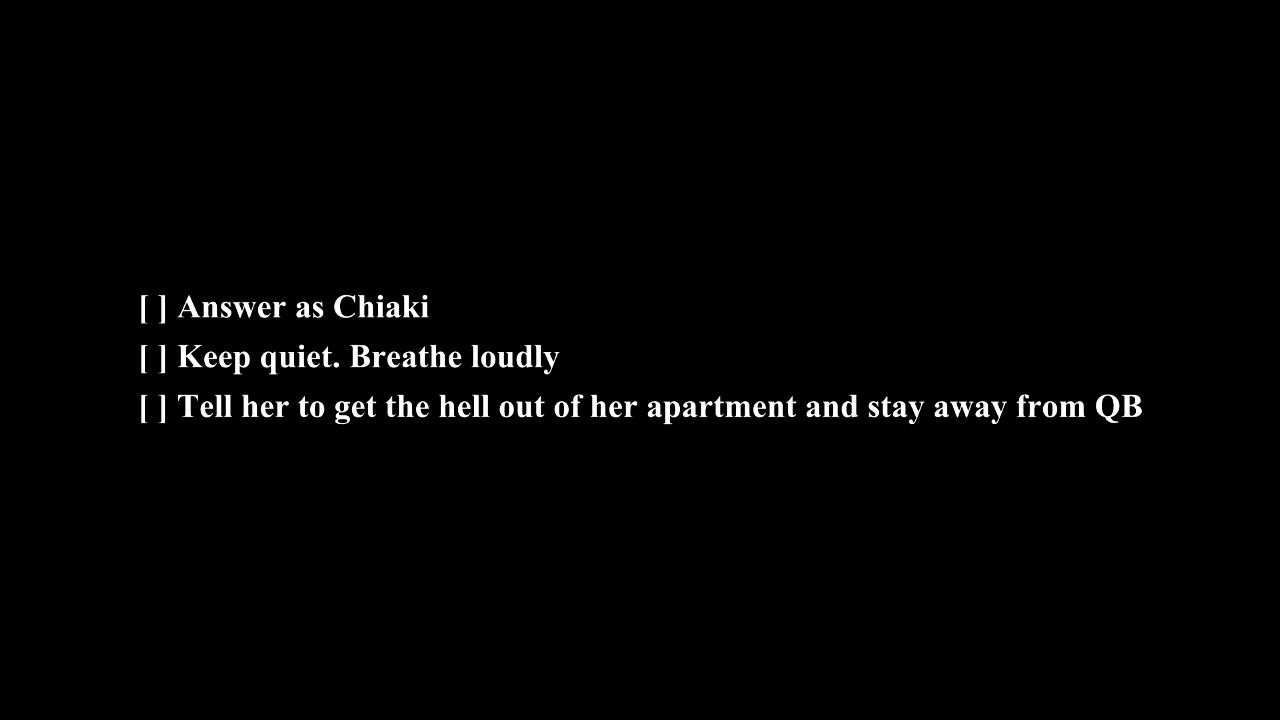 [ ] Answer as Chiaki
[ ] Keep quiet. Breathe loudly
[ ] Tell her to get the hell out of her apartment and stay away from QB